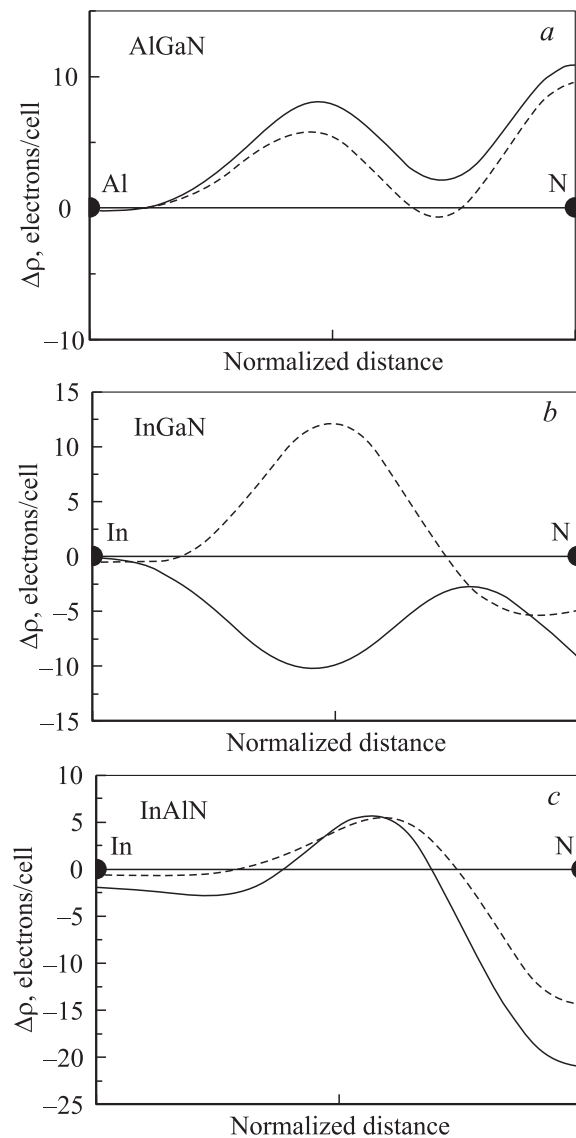 a
AlGaN
10
Al
N
0
Δρ, electrons/cell
–10
Normalized distance
15
b
InGaN
10
5
In
N
0
Δρ, electrons/cell
–5
–10
–15
Normalized distance
10
c
InAlN
5
In
N
0
Δρ, electrons/cell
–5
–10
–15
–20
–25
Normalized distance